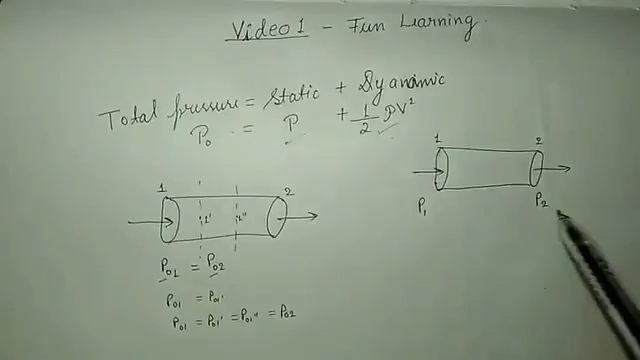 Video 1 - Fun Learning.
Total pressure = Static + Dyanamic
P₀ = P + 1/2 ρV²
1 2
1' 1''
P₀₁ = P₀₂
P₀₁ = P₀₁'
P₀₁ = P₀₁' = P₀₁'' = P₀₂
1 2
P₁ P₂